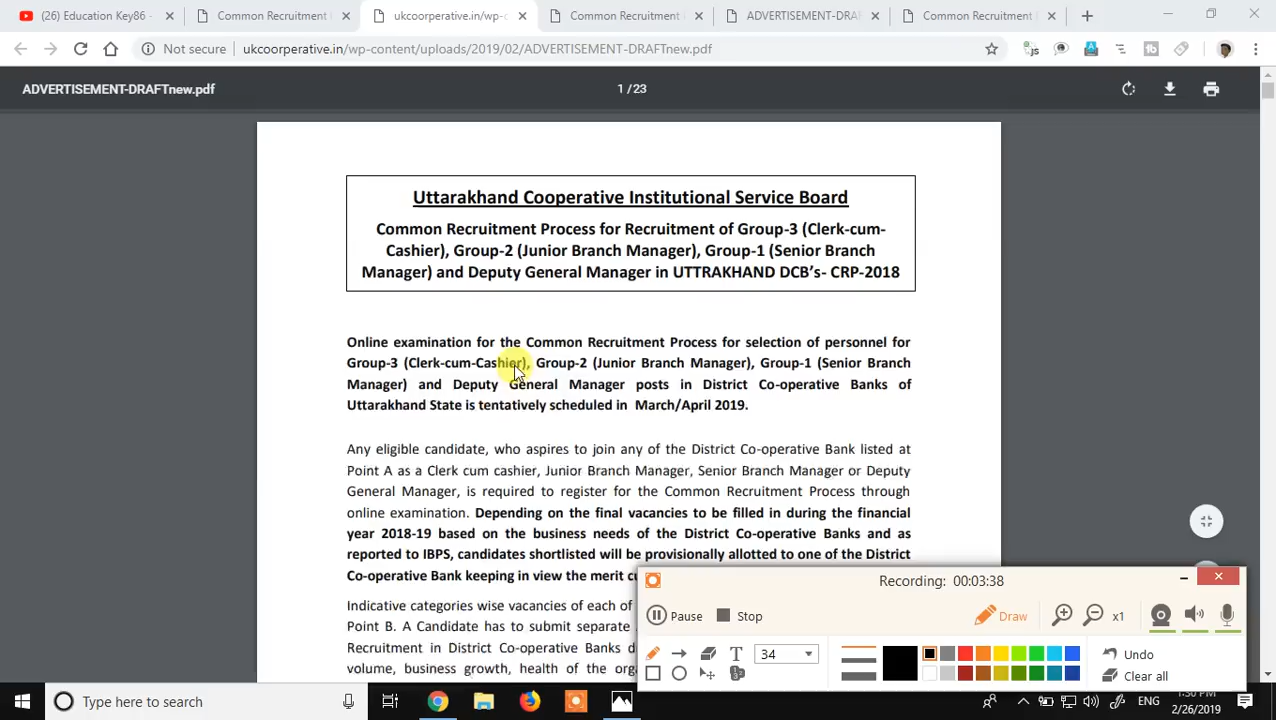 (26) Education Key86 -
Common Recruitment
ukcoorperative.in/wp-c
Common Recruitment
ADVERTISEMENT-DRAF
Common Recruitment
Not secure
ukcoorperative.in/wp-content/uploads/2019/02/ADVERTISEMENT-DRAFTnew.pdf
ADVERTISEMENT-DRAFTnew.pdf
1 / 23
Uttarakhand Cooperative Institutional Service Board
Common Recruitment Process for Recruitment of Group-3 (Clerk-cum-
Cashier), Group-2 (Junior Branch Manager), Group-1 (Senior Branch
Manager) and Deputy General Manager in UTTRAKHAND DCB's- CRP-2018
Online examination for the Common Recruitment Process for selection of personnel for
Group-3 (Clerk-cum-Cashier), Group-2 (Junior Branch Manager), Group-1 (Senior Branch
Manager) and Deputy General Manager posts in District Co-operative Banks of
Uttarakhand State is tentatively scheduled in March/April 2019.
Any eligible candidate, who aspires to join any of the District Co-operative Bank listed at
Point A as a Clerk cum cashier, Junior Branch Manager, Senior Branch Manager or Deputy
General Manager, is required to register for the Common Recruitment Process through
online examination. Depending on the final vacancies to be filled in during the financial
year 2018-19 based on the business needs of the District Co-operative Banks and as
reported to IBPS, candidates shortlisted will be provisionally allotted to one of the District
Co-operative Bank keeping in view the merit cu
Indicative categories wise vacancies of each of
Point B. A Candidate has to submit separate
Recruitment in District Co-operative Banks d
volume, business growth, health of the orga
Recording: 00:03:38
Pause
Stop
Draw
x1
T
34
Undo
Clear all
Type here to search
ENG
1:36 PM
2/26/2019
js
fb